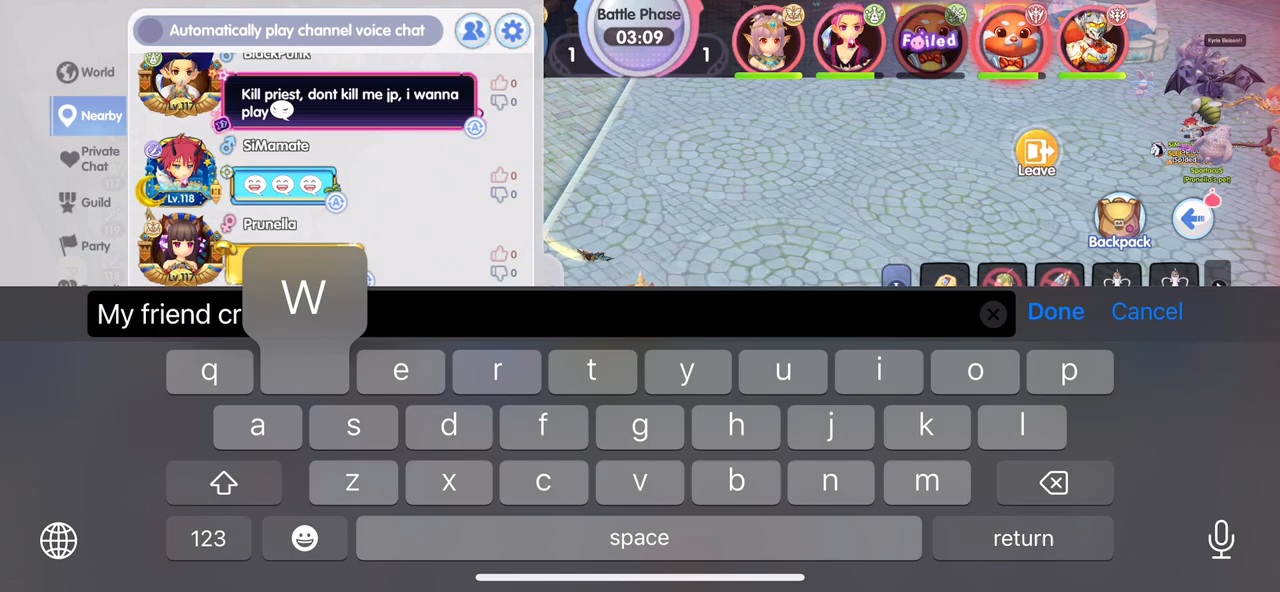 Automatically play channel voice chat
World
BlackPunk
Lv.117
Kill priest, dont kill me jp, i wanna
play
0
0
Nearby
SiMamate
Lv.118
0
0
Private
Chat
Guild
Prunella
Lv.117
0
0
Party
Battle Phase
1
03:09
1
Failed
Leave
Backpack
My friend cr
Done
Cancel
W
q e r t y u i o p
a s d f g h j k l
z x c v b n m
123
space
return